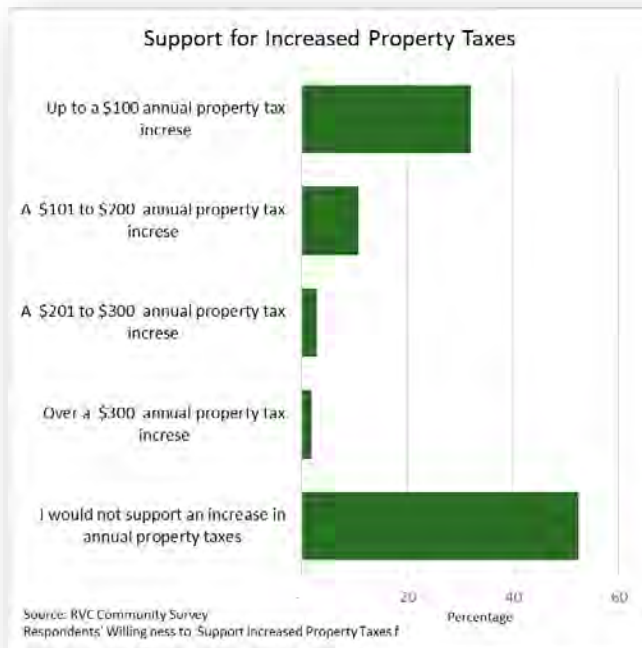 Support for Increased Property Taxes
Up to a $100 annual property tax
increse
A $101 to $200 annual property tax
increse
A $201 to $300 annual property tax
increse
Over a $300 annual property tax
increse
I would not support an increase in
annual property taxes
- 20 40 60
Percentage
Source: RVC Community Survey
Respondents' Willing ness to Support Increased Property Taxes f